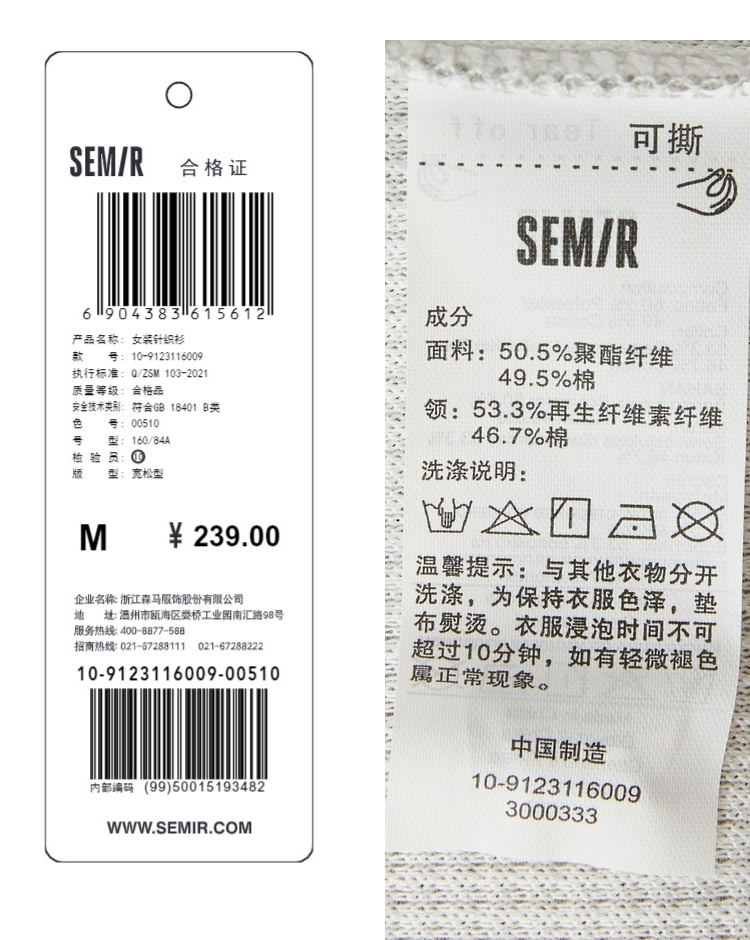 SEMIR
合格证
6 904383 615612
产品名称: 女装针织衫
款 号: 10-9123116009
执行标准: Q/ZSM 103-2021
质量等级: 合格品
安全技术类别: 符合GB 18401 B类
色 号: 00510
号 型: 160/84A
检 验 员:
版 型: 宽松型
M ¥ 239.00
企业名称: 浙江森马服饰股份有限公司
地 址: 温州市瓯海区娄桥工业园南汇路98号
服务热线: 400-8877-588
招商热线: 021-67288111 021-67288222
10-9123116009-00510
内部编码 (99)50015193482
WWW.SEMIR.COM
可撕
Tear off
SEMIR
成分
面料: 50.5%聚酯纤维
49.5%棉
领: 53.3%再生纤维素纤维
46.7%棉
洗涤说明:
温馨提示: 与其他衣物分开
洗涤, 为保持衣服色泽, 垫
布熨烫。衣服浸泡时间不可
超过10分钟, 如有轻微褪色
属正常现象。
中国制造
10-9123116009
3000333